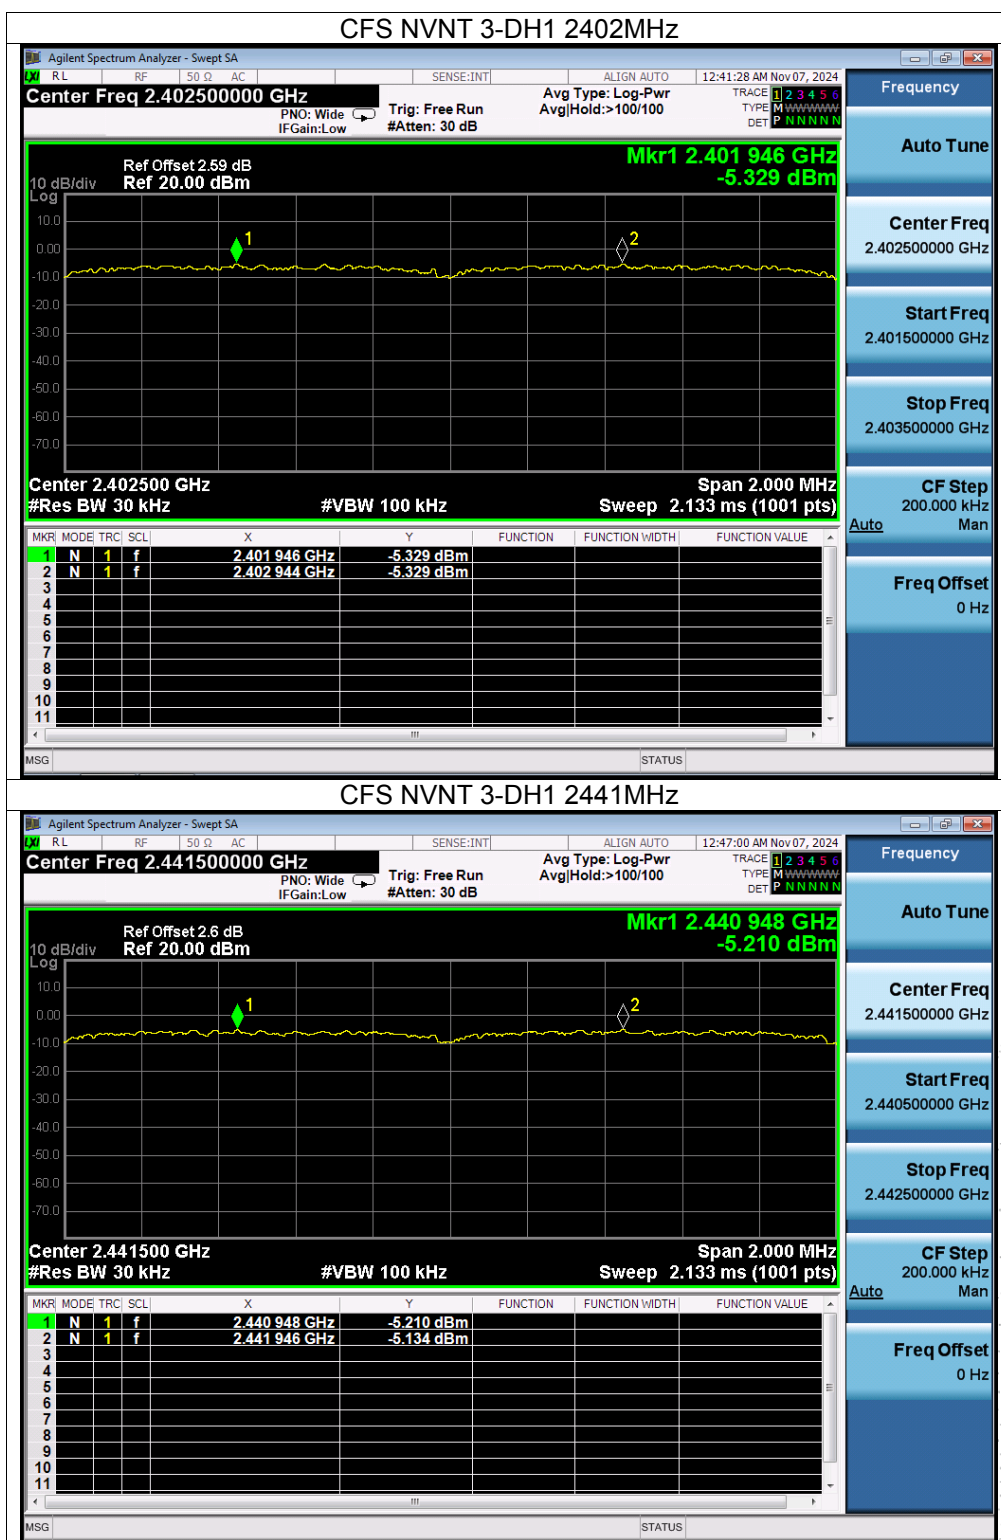 CFS NVNT 3-DH1 2402MHz
Agilent Spectrum Analyzer - Swept SA
LXI RL RF 50 Ω AC SENSE:INT ALIGN AUTO 12:41:28 AM Nov 07, 2024
Center Freq 2.402500000 GHz
PNO: Wide
IFGain:Low
Trig: Free Run
#Atten: 30 dB
Avg Type: Log-Pwr
Avg|Hold:>100/100
TRACE 1 2 3 4 5 6
TYPE M W W W W W
DET P N N N N N
Frequency
Auto Tune
Center Freq
2.402500000 GHz
Start Freq
2.401500000 GHz
Stop Freq
2.403500000 GHz
CF Step
200.000 kHz
Auto Man
Freq Offset
0 Hz
Mkr1 2.401 946 GHz
-5.329 dBm
Ref Offset 2.59 dB
10 dB/div Ref 20.00 dBm
Log
10.0
0.00
-10.0
-20.0
-30.0
-40.0
-50.0
-60.0
-70.0
1
2
Center 2.402500 GHz Span 2.000 MHz
#Res BW 30 kHz #VBW 100 kHz Sweep 2.133 ms (1001 pts)
MKR MODE TRC SCL X Y FUNCTION FUNCTION WIDTH FUNCTION VALUE
1 N 1 f 2.401 946 GHz -5.329 dBm
2 N 1 f 2.402 944 GHz -5.329 dBm
3
4
5
6
7
8
9
10
11
MSG STATUS
CFS NVNT 3-DH1 2441MHz
Agilent Spectrum Analyzer - Swept SA
LXI RL RF 50 Ω AC SENSE:INT ALIGN AUTO 12:47:00 AM Nov 07, 2024
Center Freq 2.441500000 GHz
PNO: Wide
IFGain:Low
Trig: Free Run
#Atten: 30 dB
Avg Type: Log-Pwr
Avg|Hold:>100/100
TRACE 1 2 3 4 5 6
TYPE M W W W W W
DET P N N N N N
Frequency
Auto Tune
Center Freq
2.441500000 GHz
Start Freq
2.440500000 GHz
Stop Freq
2.442500000 GHz
CF Step
200.000 kHz
Auto Man
Freq Offset
0 Hz
Mkr1 2.440 948 GHz
-5.210 dBm
Ref Offset 2.6 dB
10 dB/div Ref 20.00 dBm
Log
10.0
0.00
-10.0
-20.0
-30.0
-40.0
-50.0
-60.0
-70.0
1
2
Center 2.441500 GHz Span 2.000 MHz
#Res BW 30 kHz #VBW 100 kHz Sweep 2.133 ms (1001 pts)
MKR MODE TRC SCL X Y FUNCTION FUNCTION WIDTH FUNCTION VALUE
1 N 1 f 2.440 948 GHz -5.210 dBm
2 N 1 f 2.441 946 GHz -5.134 dBm
3
4
5
6
7
8
9
10
11
MSG STATUS